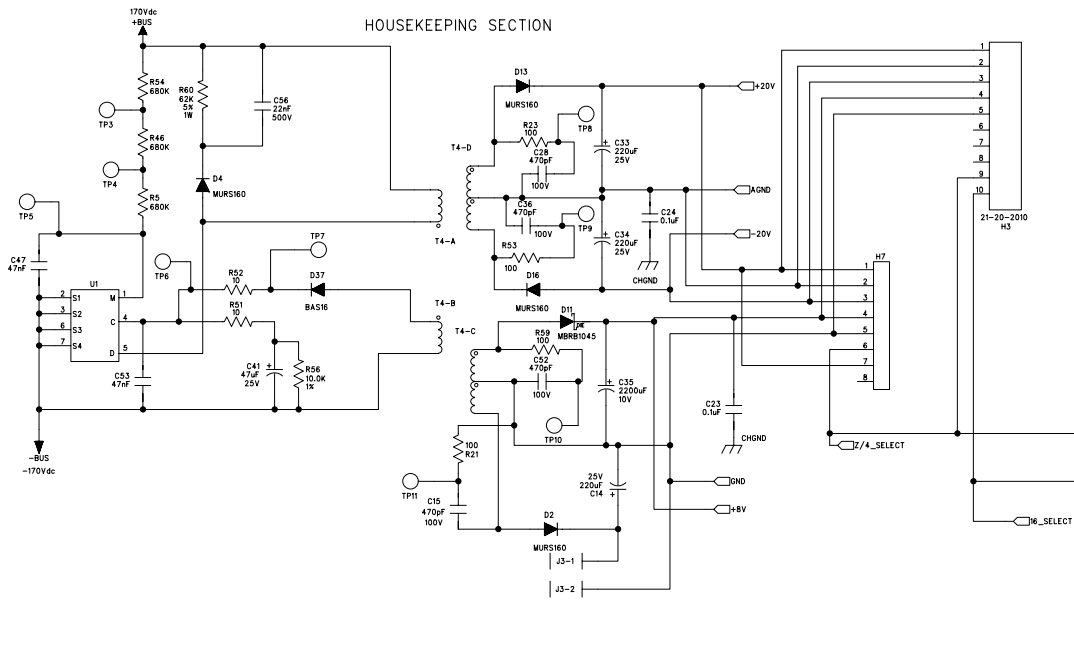 HOUSEKEEPING SECTION
170Vdc
+BUS
R54
680K
TP3
R46
680K
TP4
R5
680K
TP5
R60
62K
5%
1W
C56
22nF
500V
D4
MURS160
C47
47nF
TP6
TP7
U1
2
S1
M
1
3
S2
C
4
6
S3
7
S4
D
5
R52
10
D37
BAS16
R51
10
C53
47nF
C41
47uF
25V
R56
10.0K
1%
-BUS
-170Vdc
T4-D
T4-A
T4-B
T4-C
D13
MURS160
R23
100
TP8
C28
470pF
100V
C33
220uF
25V
C36
470pF
100V
TP9
R53
100
C34
220uF
25V
D16
MURS160
C24
0.1uF
CHGND
+20V
AGND
-20V
D11
MBRB1045
R59
100
C52
470pF
100V
C35
2200uF
10V
TP10
100
R21
TP11
C15
470pF
100V
25V
220uF
C14
D2
MURS160
J3-1
J3-2
C23
0.1uF
CHGND
GND
+8V
1
2
3
4
5
6
7
8
9
10
21-20-2010
H3
H7
1
2
3
4
5
6
7
8
Z/4_SELECT
16_SELECT